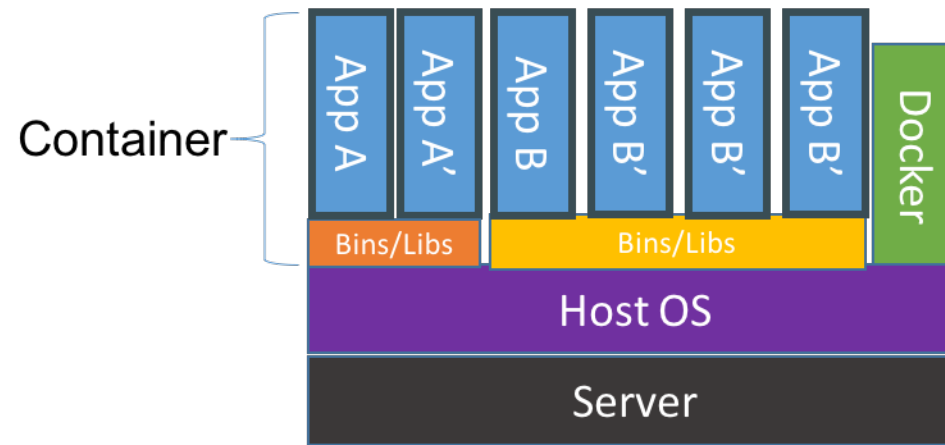 Container
App A
App A'
App B
App B'
App B'
App B'
Docker
Bins/Libs
Bins/Libs
Host OS
Server